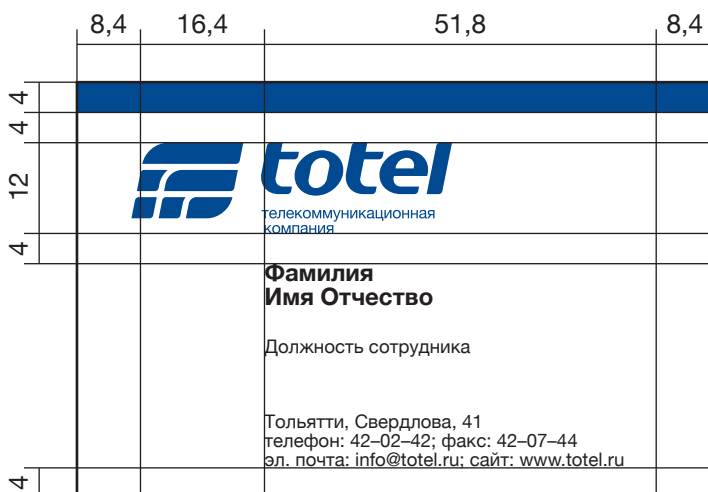 8,4 16,4 51,8 8,4
4
4
12
4
totel
телекоммуникационная
компания
Фамилия
Имя Отчество
Должность сотрудника
Тольятти, Свердлова, 41
телефон: 42–02–42; факс: 42–07–44
эл. почта: info@totel.ru; сайт: www.totel.ru
4